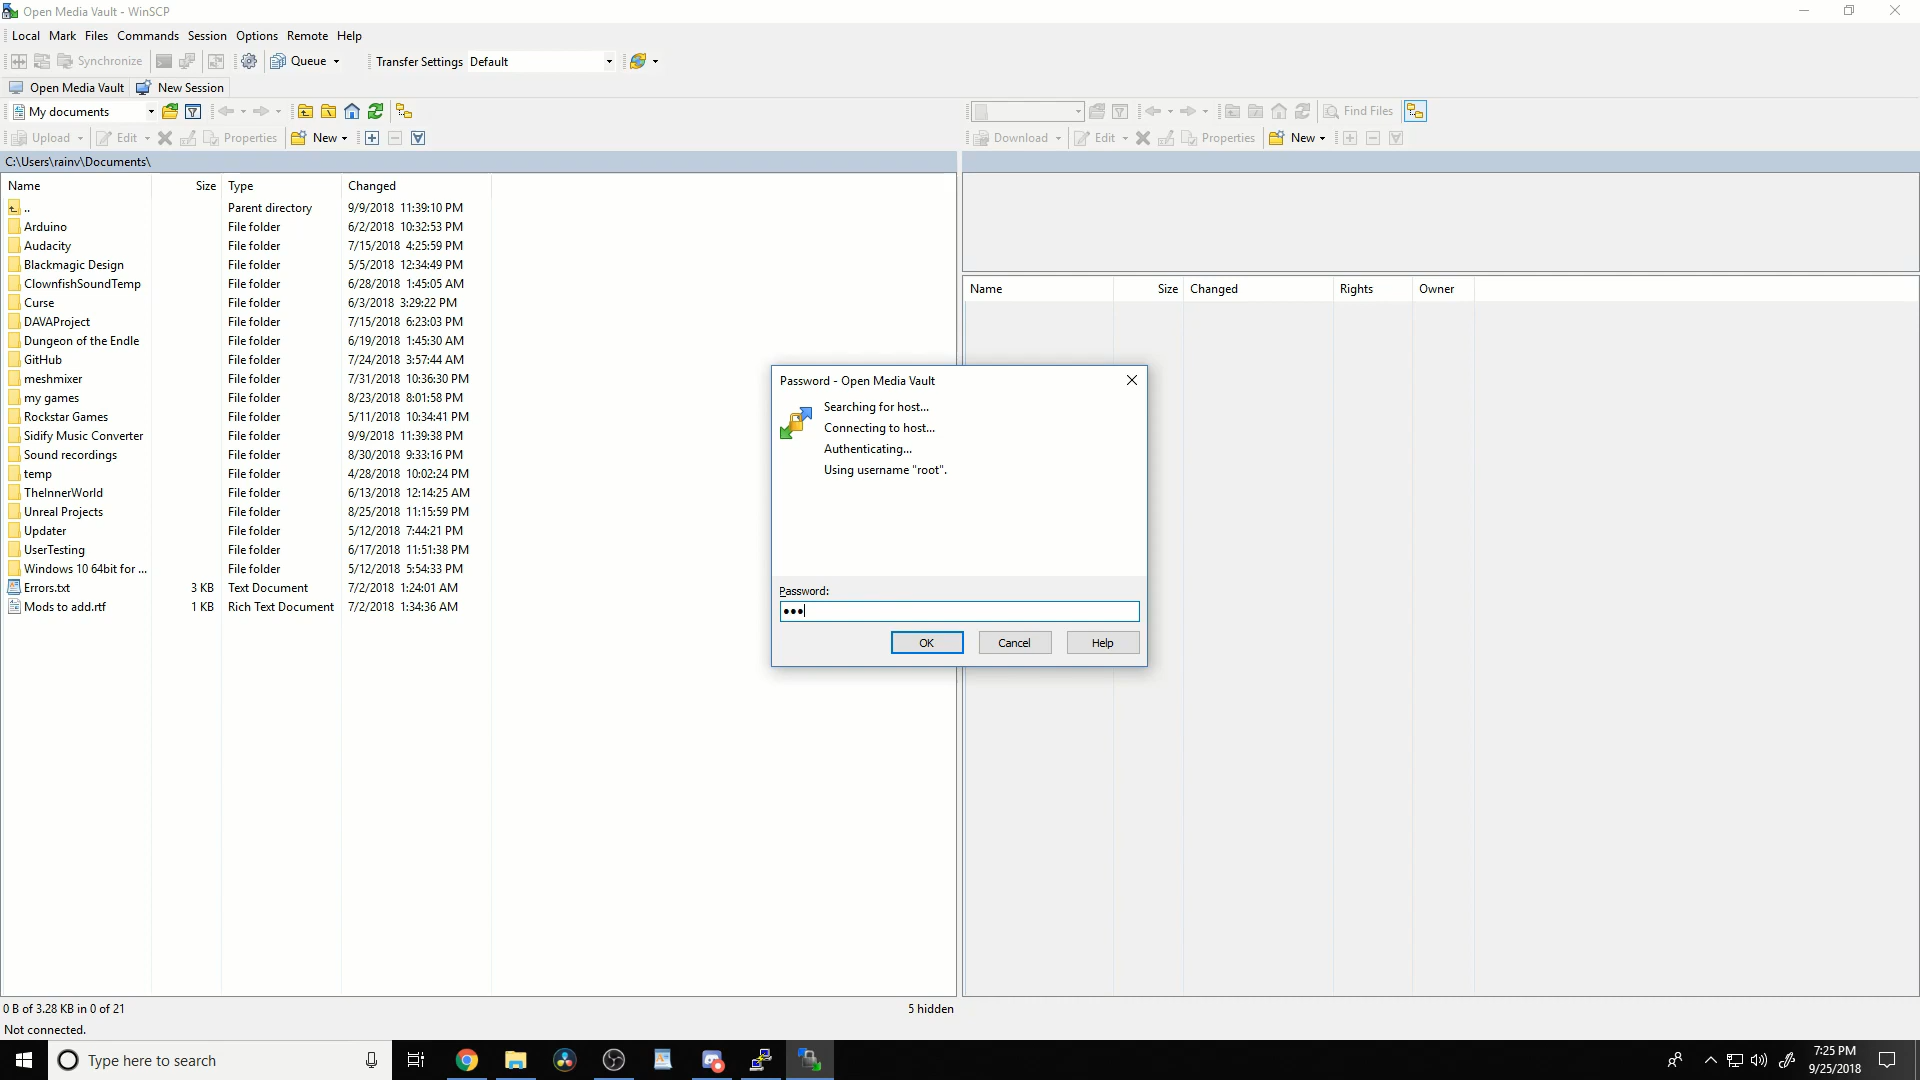 Open Media Vault - WinSCP
Local Mark Files Commands Session Options Remote Help
Synchronize Queue Transfer Settings Default
Open Media Vault New Session
My documents Find Files
Upload Edit Properties New Download Edit Properties New
C:\Users\rainv\Documents\
Name Size Type Changed
.. Parent directory 9/9/2018 11:39:10 PM
Arduino File folder 6/2/2018 10:32:53 PM
Audacity File folder 7/15/2018 4:25:59 PM
Blackmagic Design File folder 5/5/2018 12:34:49 PM
ClownfishSoundTemp File folder 6/28/2018 1:45:05 AM
Curse File folder 6/3/2018 3:29:22 PM
DAVAProject File folder 7/15/2018 6:23:03 PM
Dungeon of the Endle File folder 6/19/2018 1:45:30 AM
GitHub File folder 7/24/2018 3:57:44 AM
meshmixer File folder 7/31/2018 10:36:30 PM
my games File folder 8/23/2018 8:01:58 PM
Rockstar Games File folder 5/11/2018 10:34:41 PM
Sidify Music Converter File folder 9/9/2018 11:39:38 PM
Sound recordings File folder 8/30/2018 9:33:16 PM
temp File folder 4/28/2018 10:02:24 PM
TheInnerWorld File folder 6/13/2018 12:14:25 AM
Unreal Projects File folder 8/25/2018 11:15:59 PM
Updater File folder 5/12/2018 7:44:21 PM
UserTesting File folder 6/17/2018 11:51:38 PM
Windows 10 64bit for ... File folder 5/12/2018 5:54:33 PM
Errors.txt 3 KB Text Document 7/2/2018 1:24:01 AM
Mods to add.rtf 1 KB Rich Text Document 7/2/2018 1:34:36 AM
Name Size Changed Rights Owner
Password - Open Media Vault
Searching for host...
Connecting to host...
Authenticating...
Using username "root".
Password:
•••
OK Cancel Help
0 B of 3.28 KB in 0 of 21 5 hidden
Not connected.
Type here to search
7:25 PM
9/25/2018